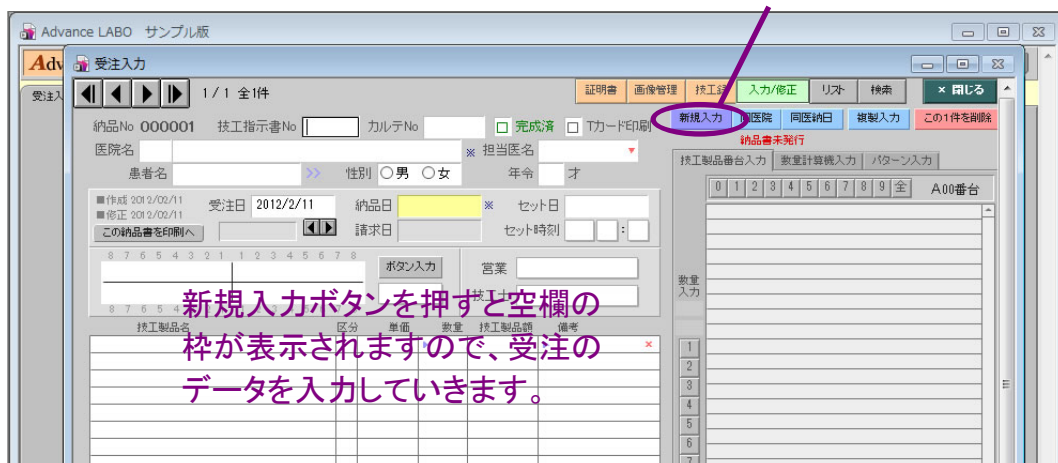 Advance LABO サンプル版
Adv
受注入力
受注入
1/1 全1件
証明書 画像管理 技工録 入力/修正 リスト 検索 × 閉じる
納品No 000001 技工指示書No カルテNo 完成済 Tカード印刷
新規入力 同医院 同医納日 複製入力 この1件を削除
納品書未発行
医院名 ※ 担当医名
患者名 >> 性別 男 女 年令 才
技工製品番台入力 数量計算機入力 パターン入力
0 1 2 3 4 5 6 7 8 9 全 A00番台
■作成 2012/02/11
■修正 2012/02/11
受注日 2012/2/11 納品日 ※ セット日
この納品書を印刷へ 請求日 セット時刻 :
8 7 6 5 4 3 2 1 1 2 3 4 5 6 7 8
ボタン入力 営業
数量入力
新規入力ボタンを押すと空欄の
枠が表示されますので、受注の
データを入力していきます。
技工製品名 区分 単価 数量 技工製品額 備考
×
1
2
3
4
5
6
7